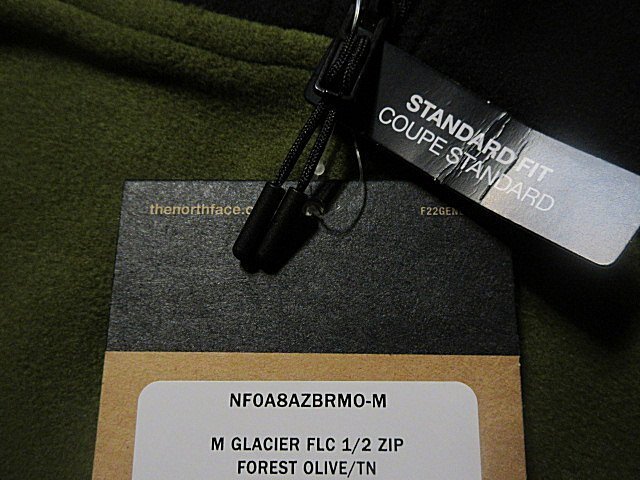 STANDARD FIT
COUPE STANDARD
thenorthface.
F22GEN
NF0A8AZBRMO-M
M GLACIER FLC 1/2 ZIP
FOREST OLIVE/TN